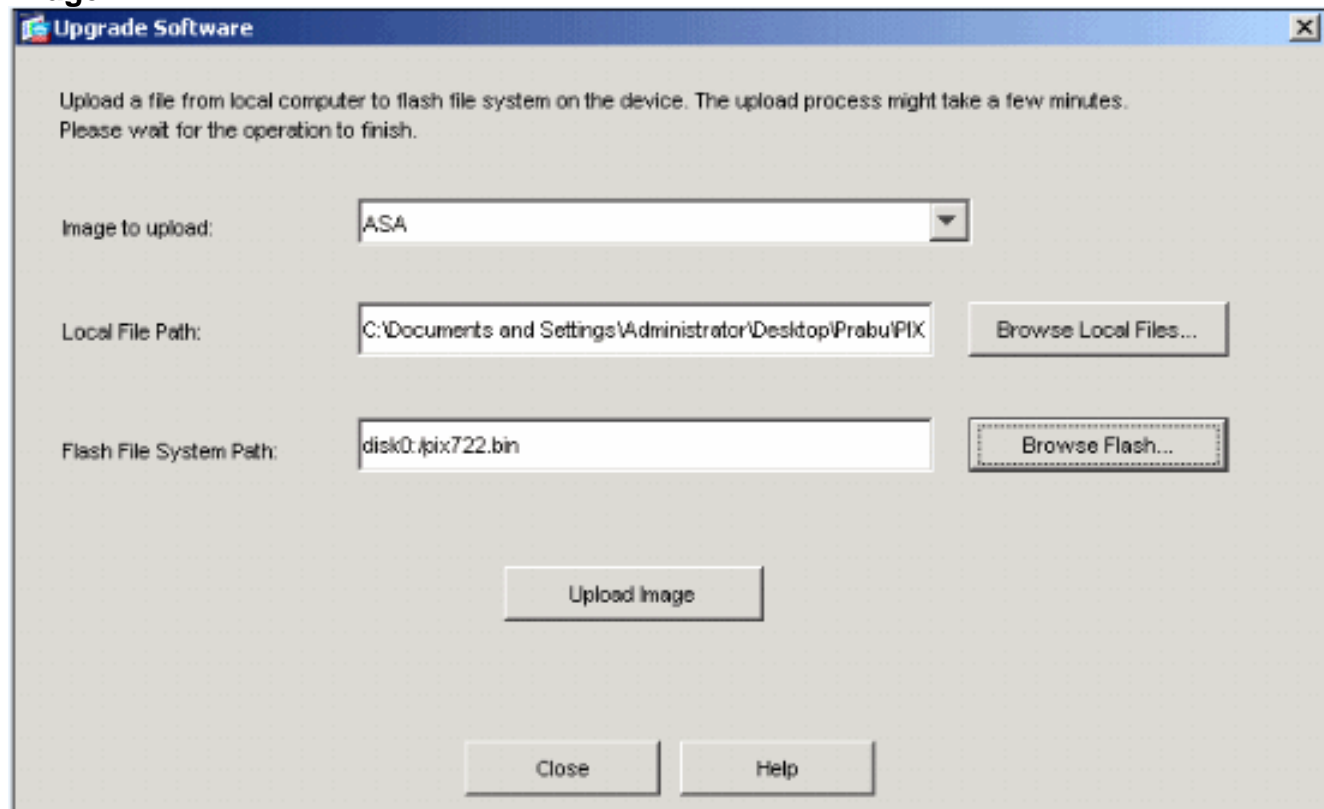 Upgrade Software
Upload a file from local computer to flash file system on the device. The upload process might take a few minutes.
Please wait for the operation to finish.
Image to upload:
ASA
Local File Path:
C:\Documents and Settings\Administrator\Desktop\Prabu\PIX
Browse Local Files...
Flash File System Path:
disk0:/pix722.bin
Browse Flash...
Upload Image
Close
Help